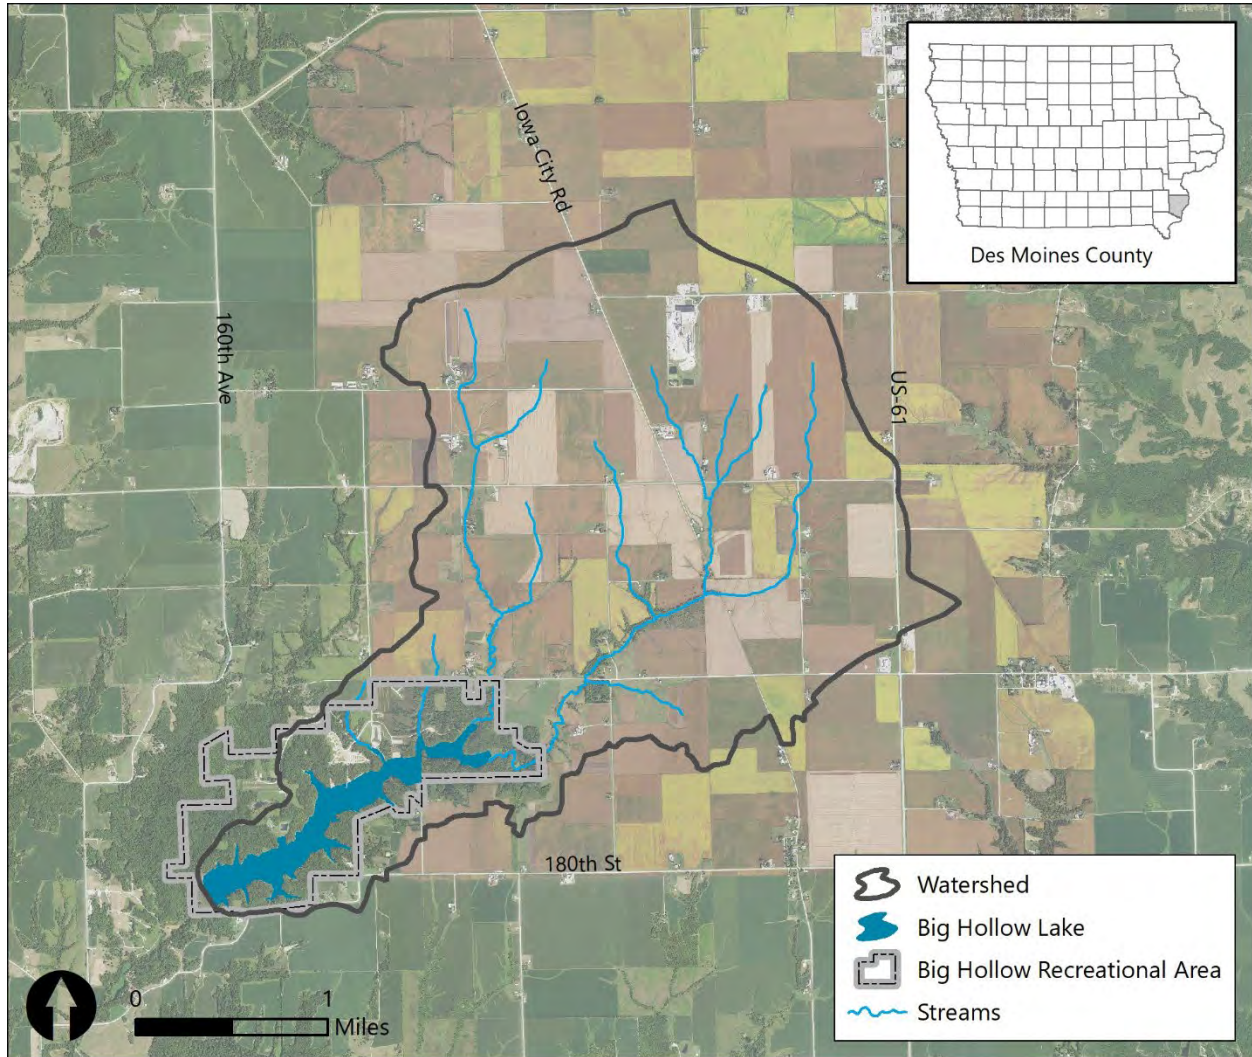 Iowa City Rd
Des Moines County
160th Ave
US-61
180th St
Watershed
Big Hollow Lake
Big Hollow Recreational Area
Streams
0 1
Miles